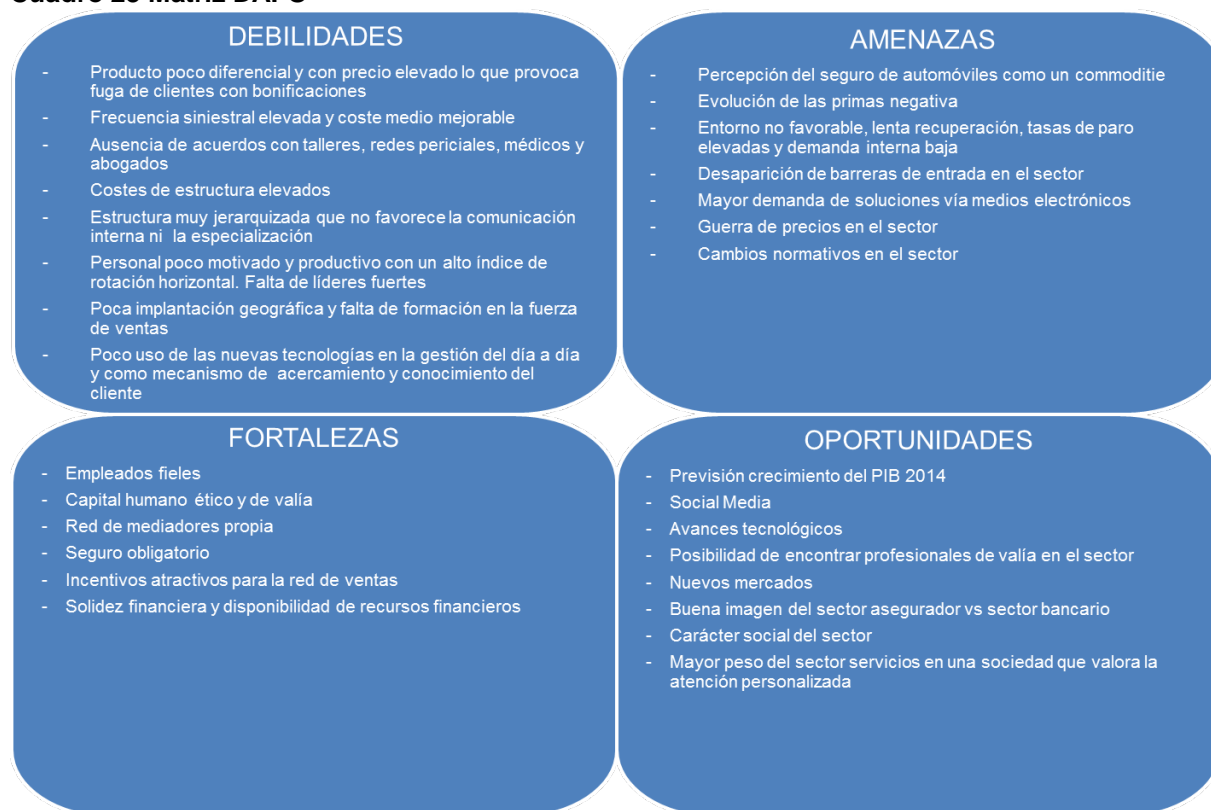 DEBILIDADES
- Producto poco diferencial y con precio elevado lo que provoca
fuga de clientes con bonificaciones
- Frecuencia siniestral elevada y coste medio mejorable
- Ausencia de acuerdos con talleres, redes periciales, médicos y
abogados
- Costes de estructura elevados
- Estructura muy jerarquizada que no favorece la comunicación
interna ni la especialización
- Personal poco motivado y productivo con un alto índice de
rotación horizontal. Falta de líderes fuertes
- Poca implantación geográfica y falta de formación en la fuerza
de ventas
- Poco uso de las nuevas tecnologías en la gestión del día a día
y como mecanismo de acercamiento y conocimiento del
cliente
AMENAZAS
- Percepción del seguro de automóviles como un commoditie
- Evolución de las primas negativa
- Entorno no favorable, lenta recuperación, tasas de paro
elevadas y demanda interna baja
- Desaparición de barreras de entrada en el sector
- Mayor demanda de soluciones vía medios electrónicos
- Guerra de precios en el sector
- Cambios normativos en el sector
FORTALEZAS
- Empleados fieles
- Capital humano ético y de valía
- Red de mediadores propia
- Seguro obligatorio
- Incentivos atractivos para la red de ventas
- Solidez financiera y disponibilidad de recursos financieros
OPORTUNIDADES
- Previsión crecimiento del PIB 2014
- Social Media
- Avances tecnológicos
- Posibilidad de encontrar profesionales de valía en el sector
- Nuevos mercados
- Buena imagen del sector asegurador vs sector bancario
- Carácter social del sector
- Mayor peso del sector servicios en una sociedad que valora la
atención personalizada